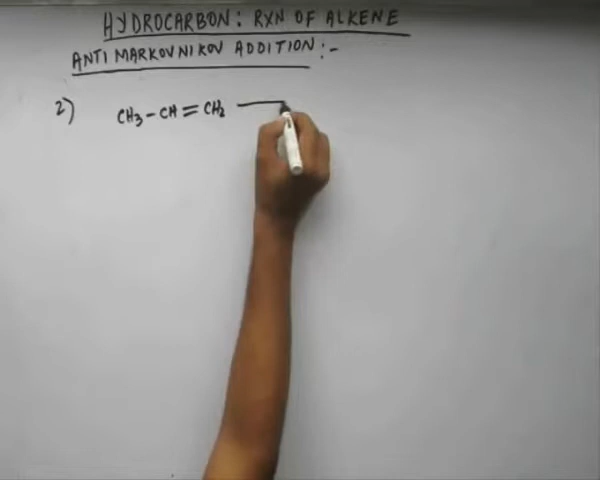 HYDROCARBON: RXN OF ALKENE
ANTI MARKOVNIKOV ADDITION:-
2) CH₃-CH=CH₂